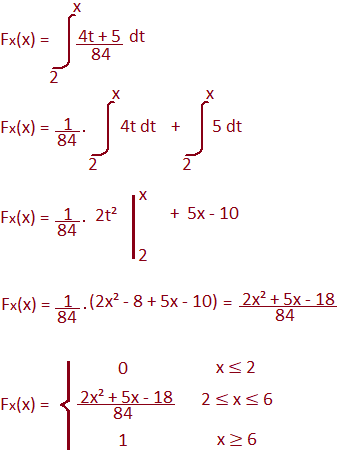 Fx(x) = ∫₂ˣ (4t + 5)/84 dt
Fx(x) = 1/84 . ∫₂ˣ 4t dt + ∫₂ˣ 5 dt
Fx(x) = 1/84 . 2t² |₂ˣ + 5x - 10
Fx(x) = 1/84 . (2x² - 8 + 5x - 10) = (2x² + 5x - 18)/84
Fx(x) = { 0 x ≤ 2
(2x² + 5x - 18)/84 2 ≤ x ≤ 6
1 x ≥ 6